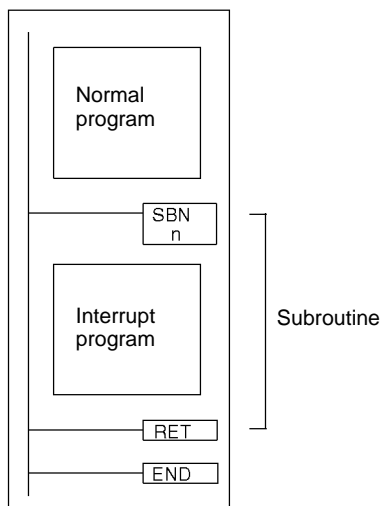 Normal
program
SBN
n
Interrupt
program
Subroutine
RET
END